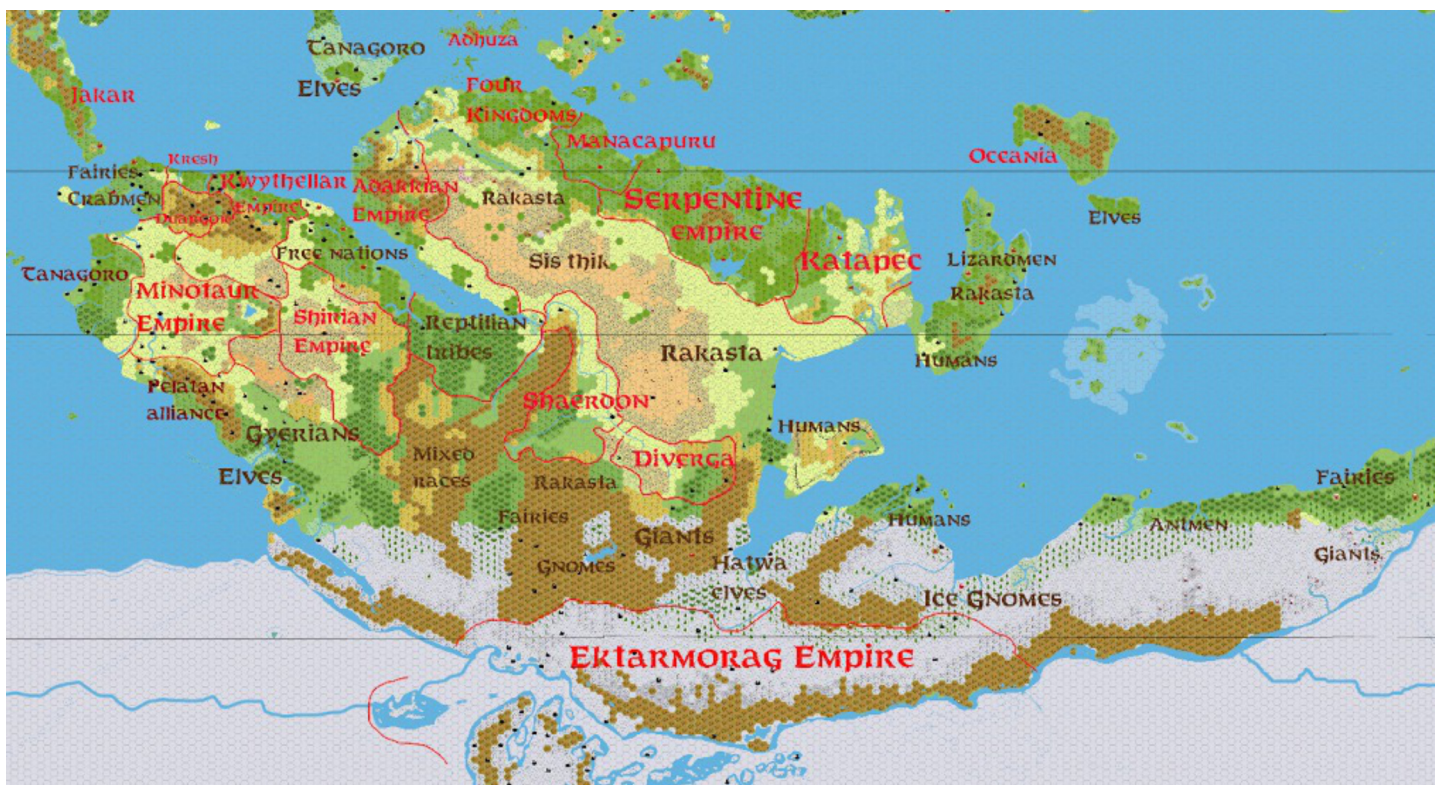 Tanagoro
Elves
Adhuza
Jakar
Four
Kingdoms
Manacapuru
Occania
Elves
Kresh
Fairies
Crabmen
Kwythellar
Empire
Adakkian
Empire
Rakasta
Serpentine
Empire
Free nations
Sis'thik
Katapec
Lizardmen
Rakasta
Humans
Tanagoro
Minotaur
Empire
Shirian
Empire
Reptilian
tribes
Rakasta
Pelatan
alliance
Shaerdon
Gyerians
Humans
Elves
Mixed
races
Diverga
Rakasta
Fairies
Fairies
Giants
Humans
Animen
Gnomes
Hatwa
elves
Giants
Ice Gnomes
Ektarmorag Empire